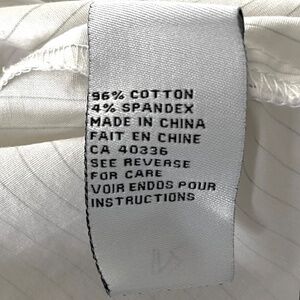 96% COTTON
4% SPANDEX
MADE IN CHINA
FAIT EN CHINE
CA 40336
SEE REVERSE
FOR CARE
VOIR ENDOS POUR
INSTRUCTIONS